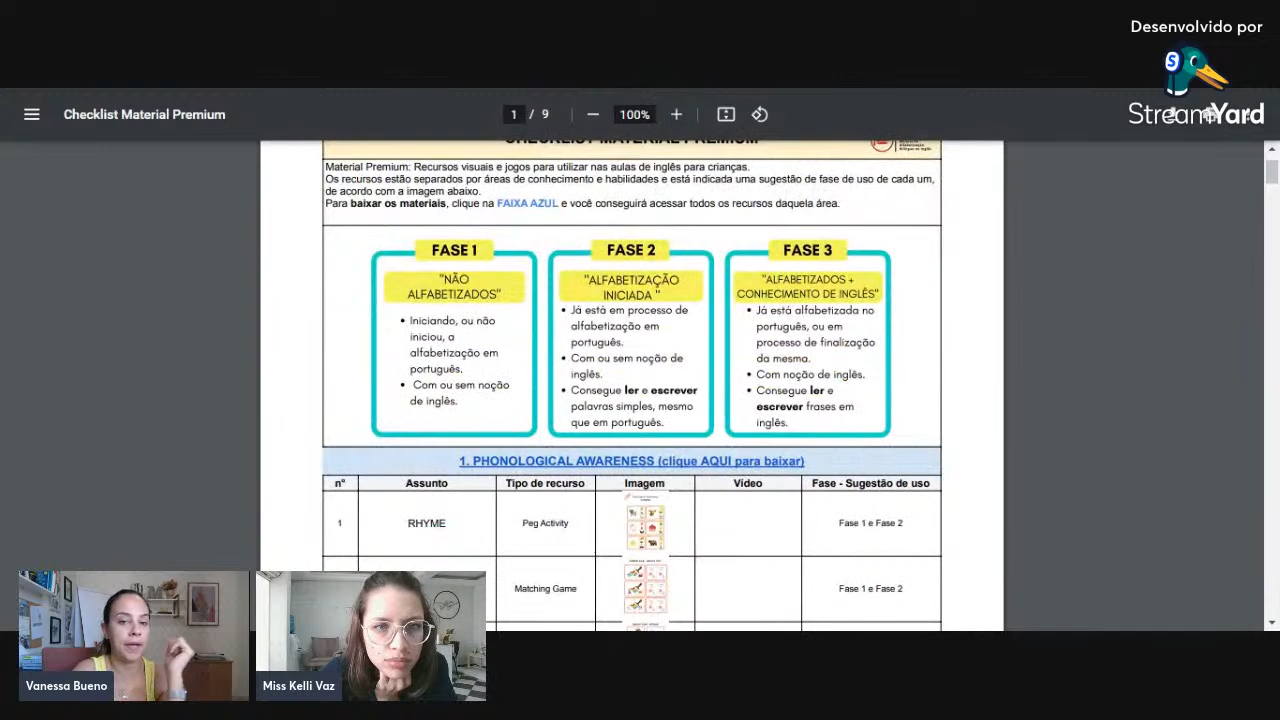 Desenvolvido por
StreamYard
Checklist Material Premium
1 / 9
100%
CHECKLIST MATERIAL PREMIUM
Material Premium: Recursos visuais e jogos para utilizar nas aulas de inglês para crianças.
Os recursos estão separados por áreas de conhecimento e habilidades e está indicada uma sugestão de fase de uso de cada um,
de acordo com a imagem abaixo.
Para baixar os materiais, clique na FAIXA AZUL e você conseguirá acessar todos os recursos daquela área.
FASE 1
"NÃO
ALFABETIZADOS"
• Iniciando, ou não
iniciou, a
alfabetização em
português.
• Com ou sem noção
de inglês.
FASE 2
"ALFABETIZAÇÃO
INICIADA "
• Já está em processo de
alfabetização em
português.
• Com ou sem noção de
inglês.
• Consegue ler e escrever
palavras simples, mesmo
que em português.
FASE 3
"ALFABETIZADOS +
CONHECIMENTO DE INGLÊS"
• Já está alfabetizada no
português, ou em
processo de finalização
da mesma.
• Com noção de inglês.
• Consegue ler e
escrever frases em
inglês.
1. PHONOLOGICAL AWARENESS (clique AQUI para baixar)
n° Assunto Tipo de recurso Imagem Vídeo Fase - Sugestão de uso
1 RHYME Peg Activity Fase 1 e Fase 2
Matching Game Fase 1 e Fase 2
Vanessa Bueno
Miss Kelli Vaz